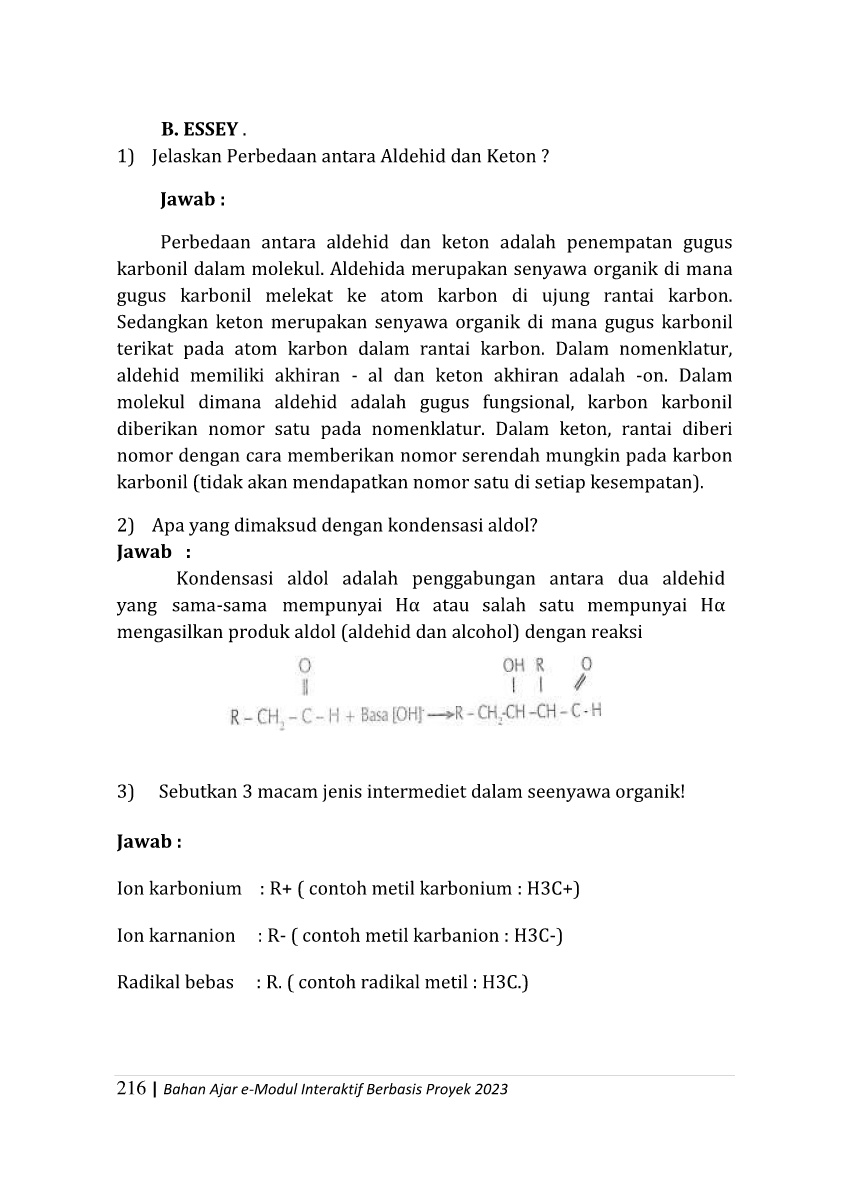 B. ESSEY .
1) Jelaskan Perbedaan antara Aldehid dan Keton ?
Jawab :
Perbedaan antara aldehid dan keton adalah penempatan gugus
karbonil dalam molekul. Aldehida merupakan senyawa organik di mana
gugus karbonil melekat ke atom karbon di ujung rantai karbon.
Sedangkan keton merupakan senyawa organik di mana gugus karbonil
terikat pada atom karbon dalam rantai karbon. Dalam nomenklatur,
aldehid memiliki akhiran - al dan keton akhiran adalah -on. Dalam
molekul dimana aldehid adalah gugus fungsional, karbon karbonil
diberikan nomor satu pada nomenklatur. Dalam keton, rantai diberi
nomor dengan cara memberikan nomor serendah mungkin pada karbon
karbonil (tidak akan mendapatkan nomor satu di setiap kesempatan).
2) Apa yang dimaksud dengan kondensasi aldol?
Jawab :
Kondensasi aldol adalah penggabungan antara dua aldehid
yang sama-sama mempunyai Hα atau salah satu mempunyai Hα
mengasilkan produk aldol (aldehid dan alcohol) dengan reaksi
O OH R O
|| | | //
R – CH₂ – C – H + Basa [OH]⁻ ⟶R – CH₂-CH –CH – C - H
3) Sebutkan 3 macam jenis intermediet dalam seenyawa organik!
Jawab :
Ion karbonium : R+ ( contoh metil karbonium : H3C+)
Ion karnanion : R- ( contoh metil karbanion : H3C-)
Radikal bebas : R. ( contoh radikal metil : H3C.)
216 | Bahan Ajar e-Modul Interaktif Berbasis Proyek 2023